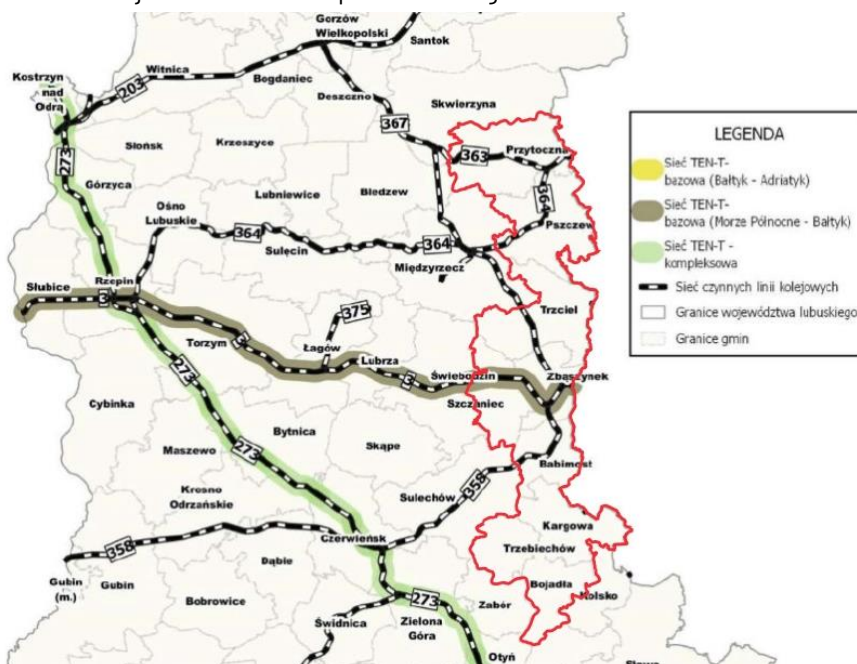 Gorzów
Wielkopolski
Santok
Kostrzyn
nad
Odrą
Witnica
203
Bogdaniec
Deszczno
Skwierzyna
367
273
Słońsk
Krzeszyce
363
Przytoczna
Górzyca
Lubniewice
Bledzew
364
Ośno
Lubuskie
364
Sulęcin
364
Pszczew
Międzyrzecz
Słubice
Rzepin
3
375
Trzciel
Torzym
3
Łagów
Lubrza
3
Świebodzin
Zbąszynek
Szczaniec
273
Cybinka
Bytnica
Skąpe
Maszewo
273
Babimost
Krosno
Odrzańskie
Sulechów
358
Kargowa
Czerwieńsk
Trzebiechów
358
Dąbie
Gubin
(m.)
Gubin
Bobrowice
Bojadła
Kolsko
273
Zabór
Świdnica
Zielona
Góra
Otyń
LEGENDA
Sieć TEN-T-
bazowa (Bałtyk - Adriatyk)
Sieć TEN-T-
bazowa (Morze Północne - Bałtyk)
Sieć TEN-T -
kompleksowa
Sieć czynnych linii kolejowych
Granice województwa lubuskiego
Granice gmin